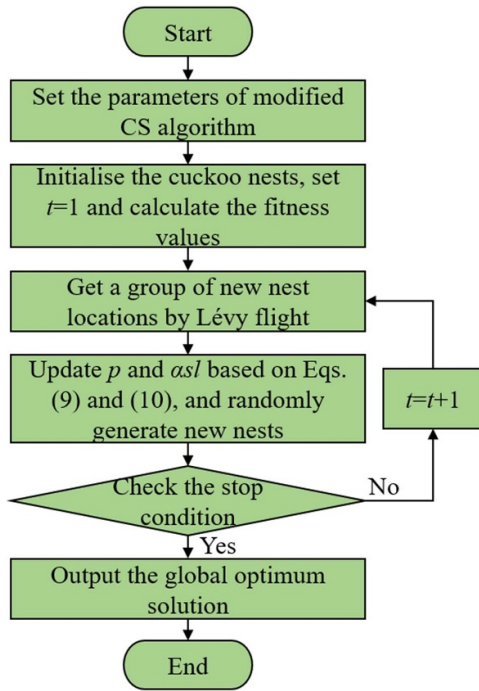 Start
Set the parameters of modified
CS algorithm
Initialise the cuckoo nests, set
t=1 and calculate the fitness
values
Get a group of new nest
locations by Lévy flight
Update p and αsl based on Eqs.
(9) and (10), and randomly
generate new nests
t=t+1
Check the stop
condition
No
Yes
Output the global optimum
solution
End